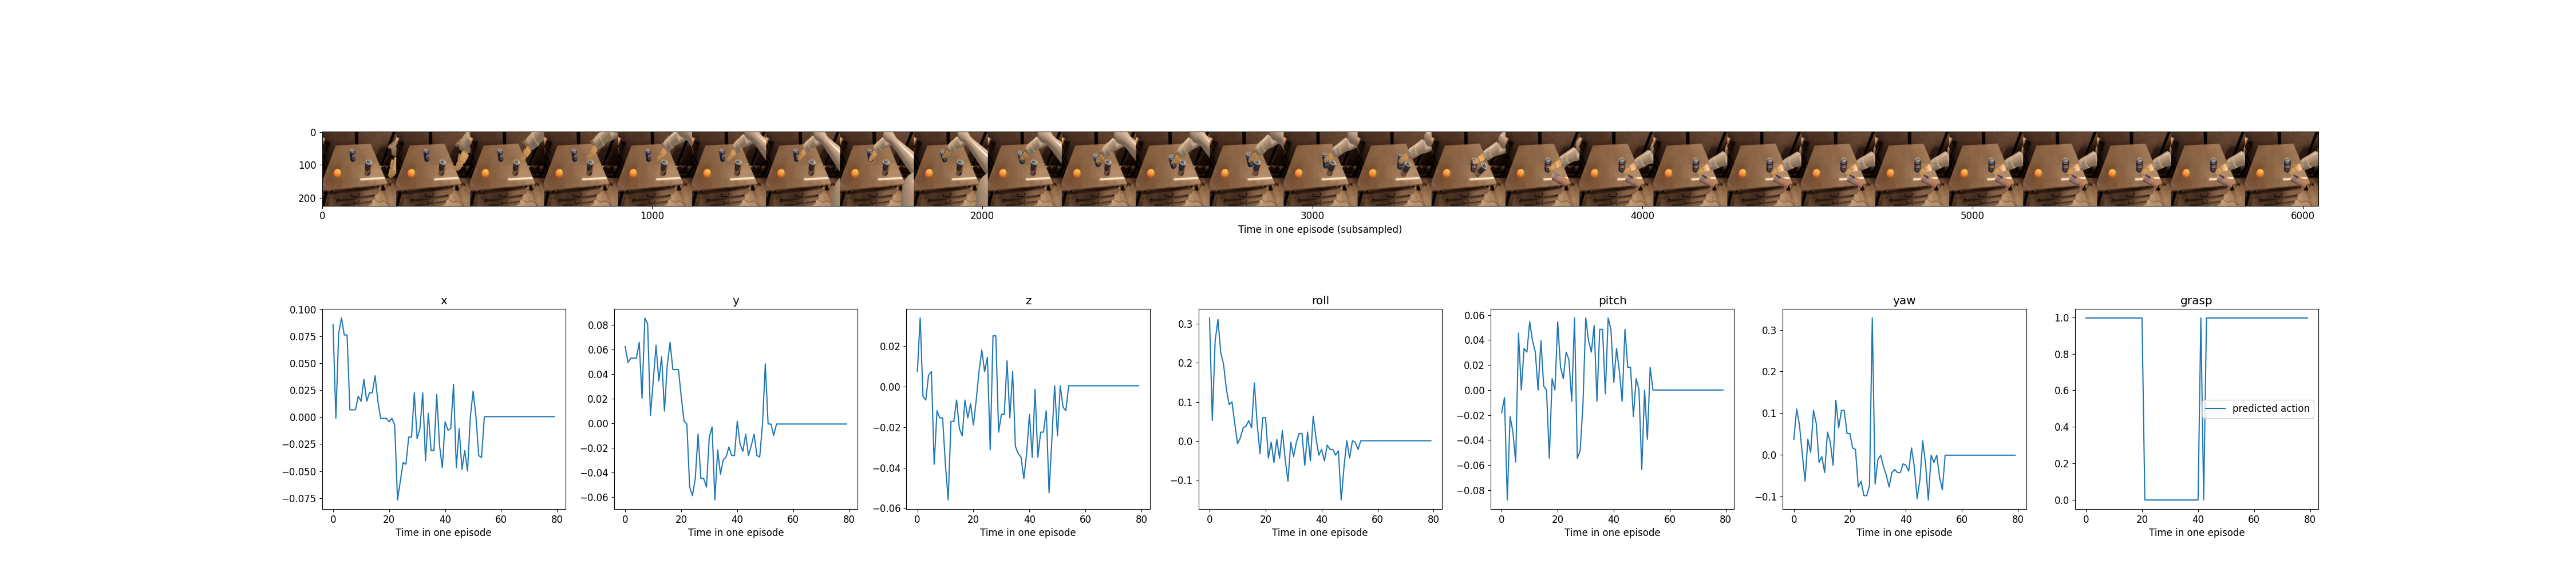 0
100
200
0 1000 2000 3000 4000 5000 6000
Time in one episode (subsampled)
x y z roll pitch yaw grasp
0.100
0.075
0.050
0.025
0.000
−0.025
−0.050
−0.075
0 20 40 60 80
Time in one episode
0.08
0.06
0.04
0.02
0.00
−0.02
−0.04
−0.06
0 20 40 60 80
Time in one episode
0.02
0.00
−0.02
−0.04
−0.06
0 20 40 60 80
Time in one episode
0.3
0.2
0.1
0.0
−0.1
0 20 40 60 80
Time in one episode
0.06
0.04
0.02
0.00
−0.02
−0.04
−0.06
−0.08
0 20 40 60 80
Time in one episode
0.3
0.2
0.1
0.0
−0.1
0 20 40 60 80
Time in one episode
1.0
0.8
0.6
0.4
0.2
0.0
predicted action
0 20 40 60 80
Time in one episode